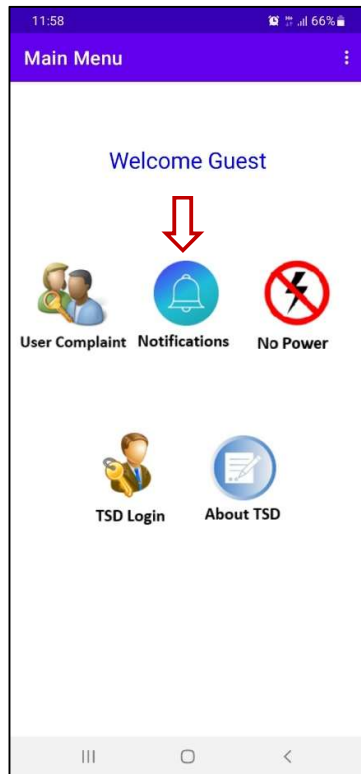 11:58 66%
Main Menu
Welcome Guest
User Complaint Notifications No Power
TSD Login About TSD